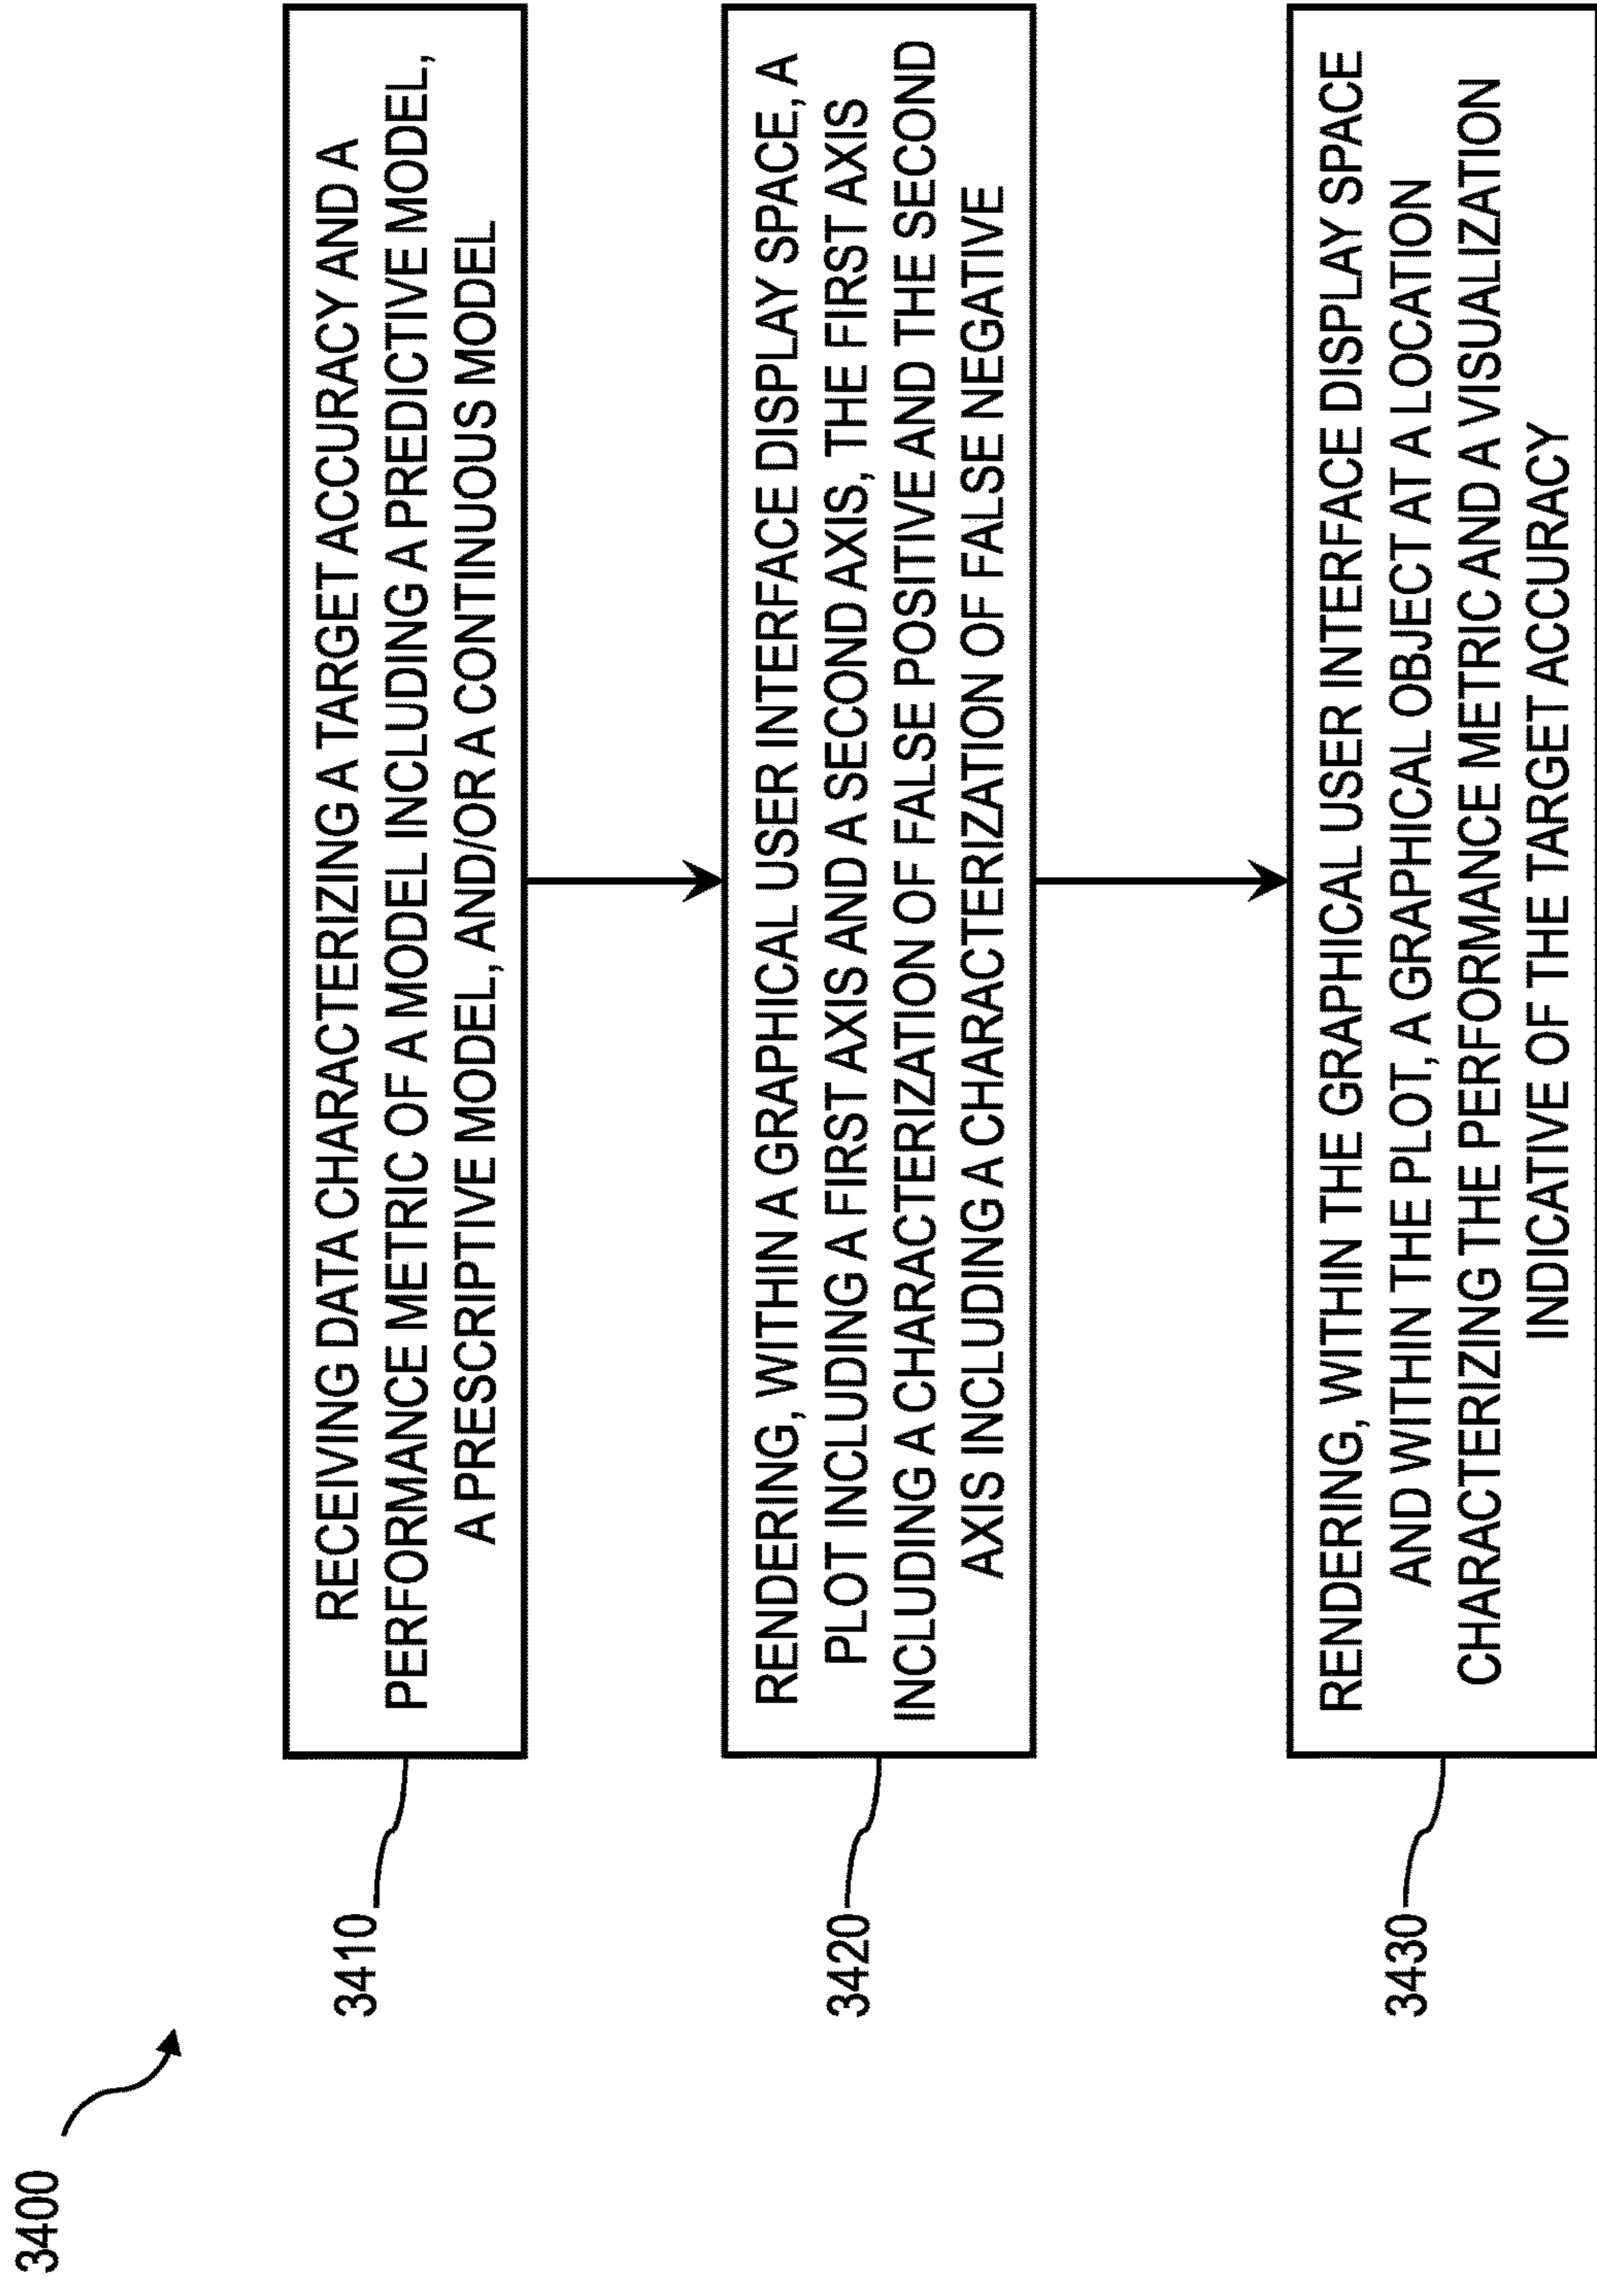 3400
3410
RECEIVING DATA CHARACTERIZING A TARGET ACCURACY AND A
PERFORMANCE METRIC OF A MODEL INCLUDING A PREDICTIVE MODEL,
A PRESCRIPTIVE MODEL, AND/OR A CONTINUOUS MODEL
3420
RENDERING, WITHIN A GRAPHICAL USER INTERFACE DISPLAY SPACE, A
PLOT INCLUDING A FIRST AXIS AND A SECOND AXIS, THE FIRST AXIS
INCLUDING A CHARACTERIZATION OF FALSE POSITIVE AND THE SECOND
AXIS INCLUDING A CHARACTERIZATION OF FALSE NEGATIVE
3430
RENDERING, WITHIN THE GRAPHICAL USER INTERFACE DISPLAY SPACE
AND WITHIN THE PLOT, A GRAPHICAL OBJECT AT A LOCATION
CHARACTERIZING THE PERFORMANCE METRIC AND A VISUALIZATION
INDICATIVE OF THE TARGET ACCURACY